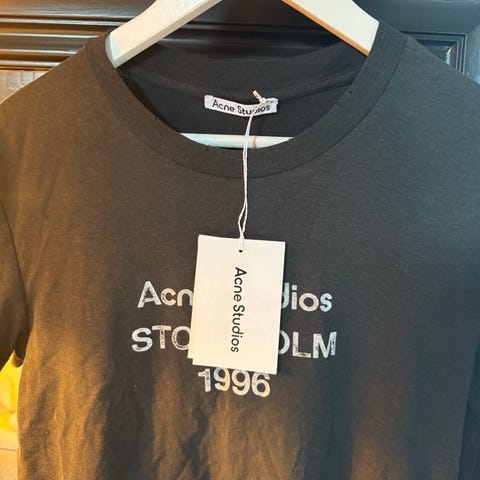 Acne Studios
Acne Studios
Acn dios
STO OLM
1996